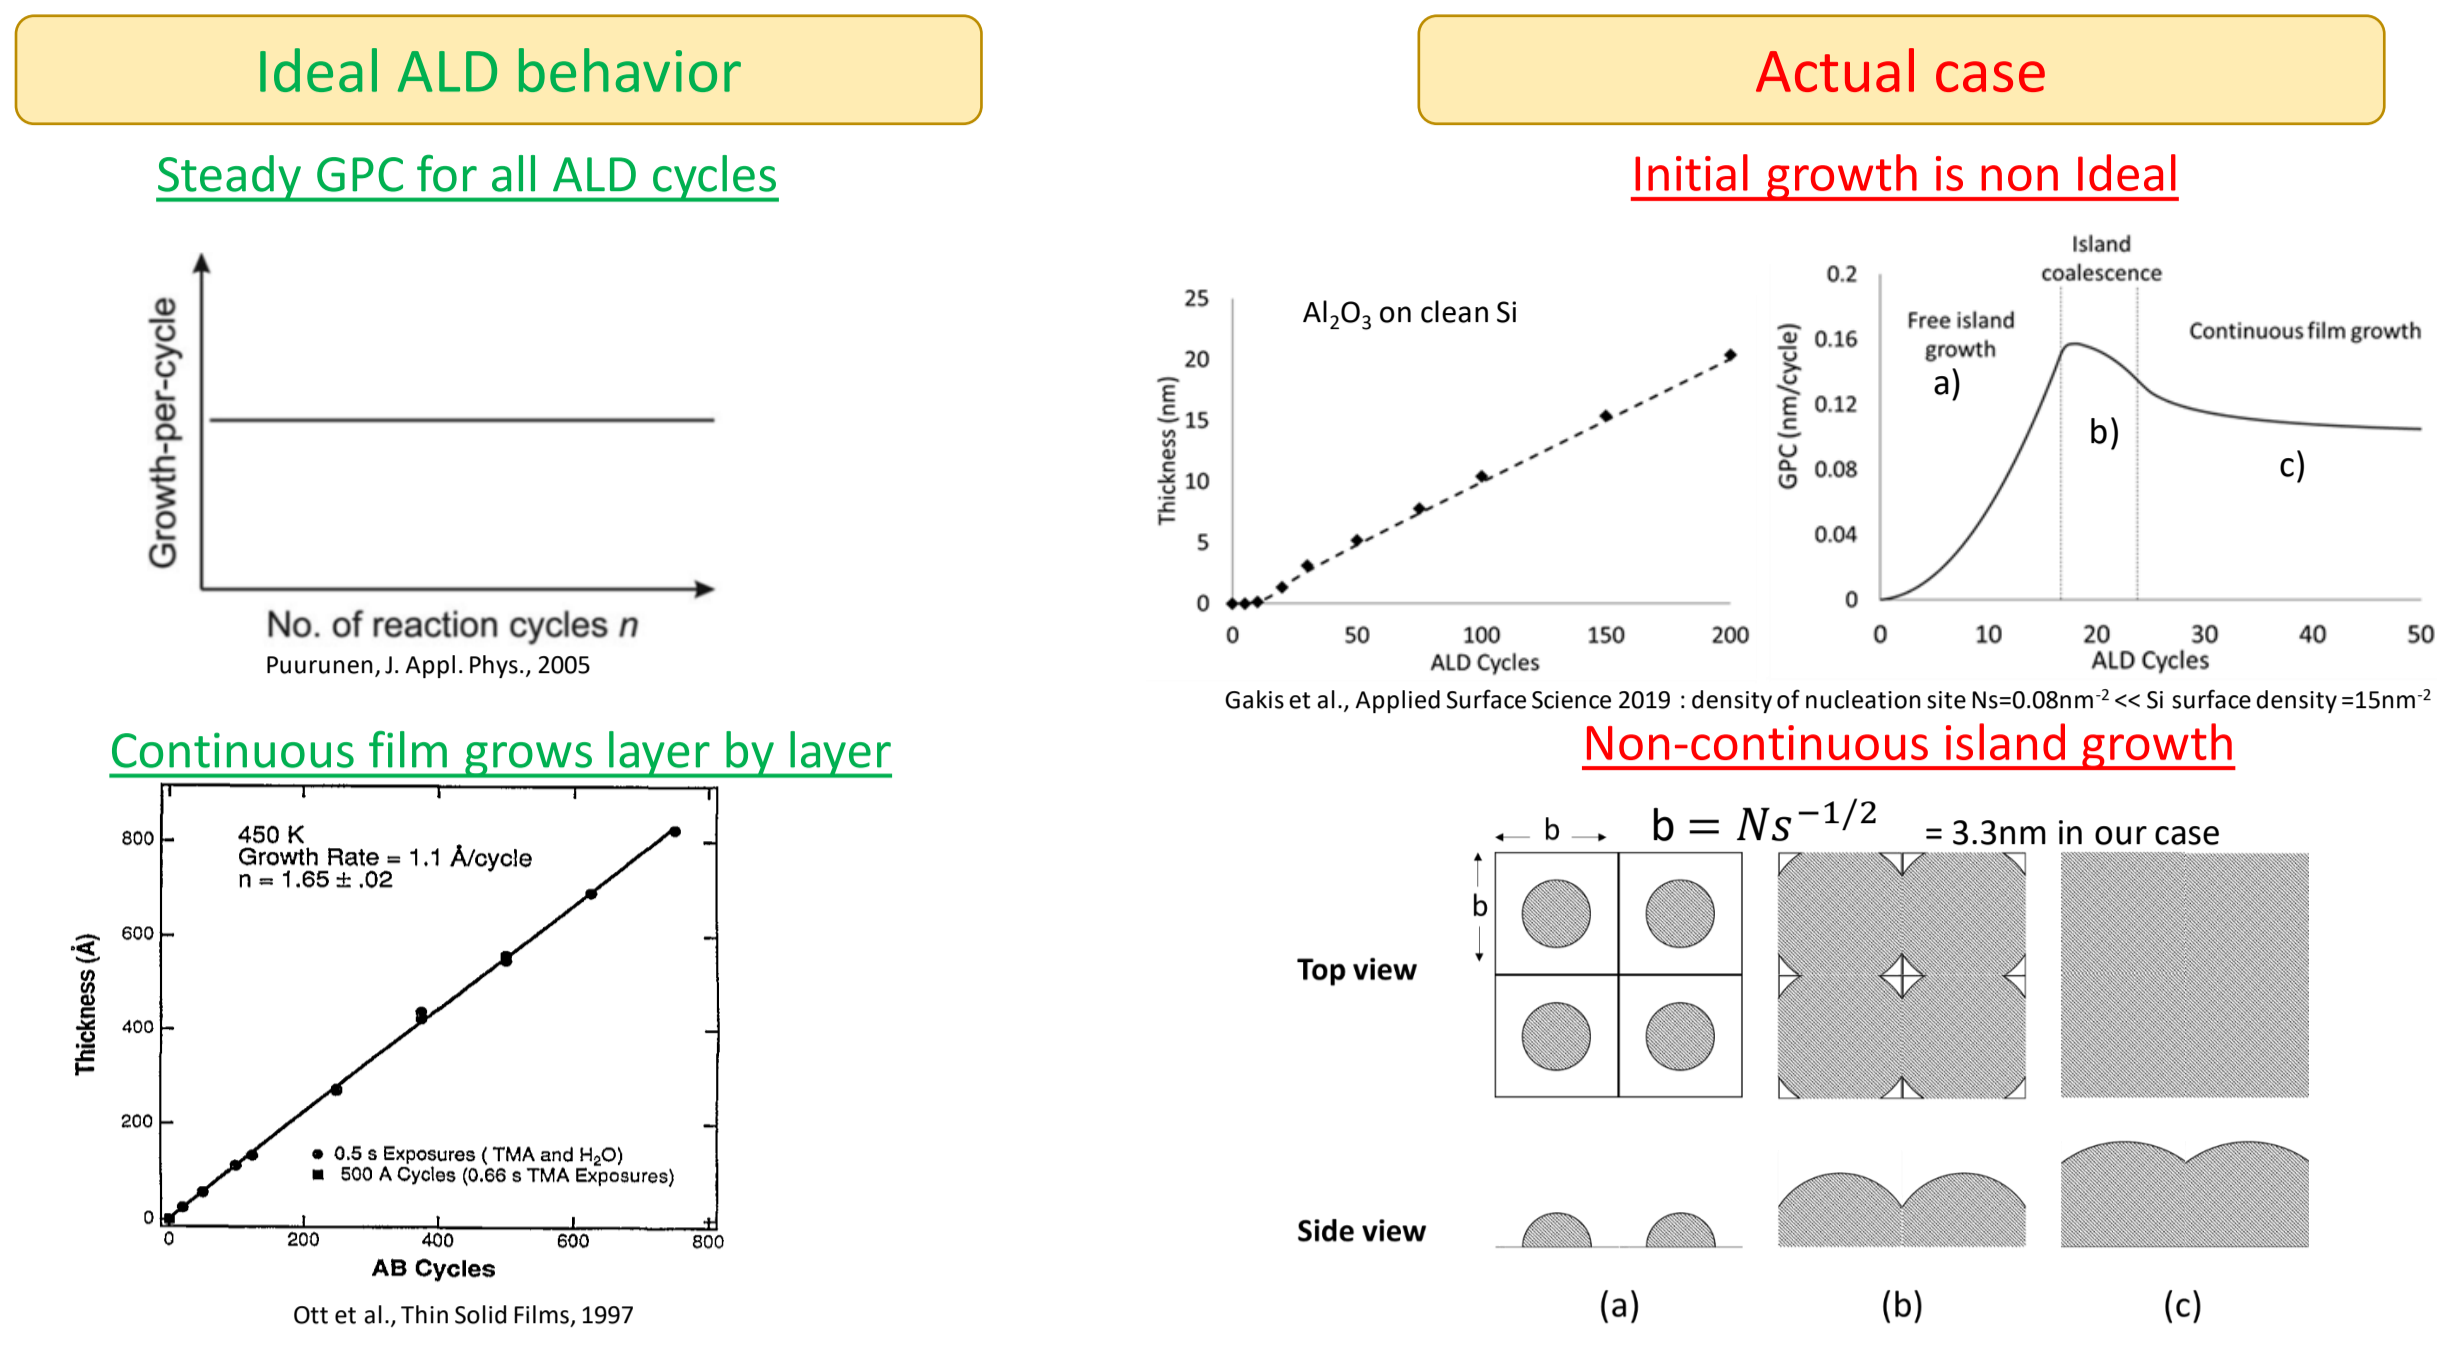 Ideal ALD behavior
Steady GPC for all ALD cycles
Growth-per-cycle
No. of reaction cycles n
Puurunen, J. Appl. Phys., 2005
Continuous film grows layer by layer
450 K
Growth Rate = 1.1 Å/cycle
n = 1.65 ± .02
800
600
400
200
0
Thickness (Å)
0.5 s Exposures ( TMA and H₂O)
500 A Cycles (0.66 s TMA Exposures)
0 200 400 600 800
AB Cycles
Ott et al., Thin Solid Films, 1997
Actual case
Initial growth is non Ideal
Al₂O₃ on clean Si
25
20
15
10
5
0
Thickness (nm)
0 50 100 150 200
ALD Cycles
Island
coalescence
Free island
growth
a)
b)
Continuous film growth
c)
0.2
0.16
0.12
0.08
0.04
0
GPC (nm/cycle)
0 10 20 30 40 50
ALD Cycles
Gakis et al., Applied Surface Science 2019 : density of nucleation site Ns=0.08nm⁻² << Si surface density =15nm⁻²
Non-continuous island growth
b = Ns⁻¹/² = 3.3nm in our case
b
b
Top view
Side view
(a) (b) (c)